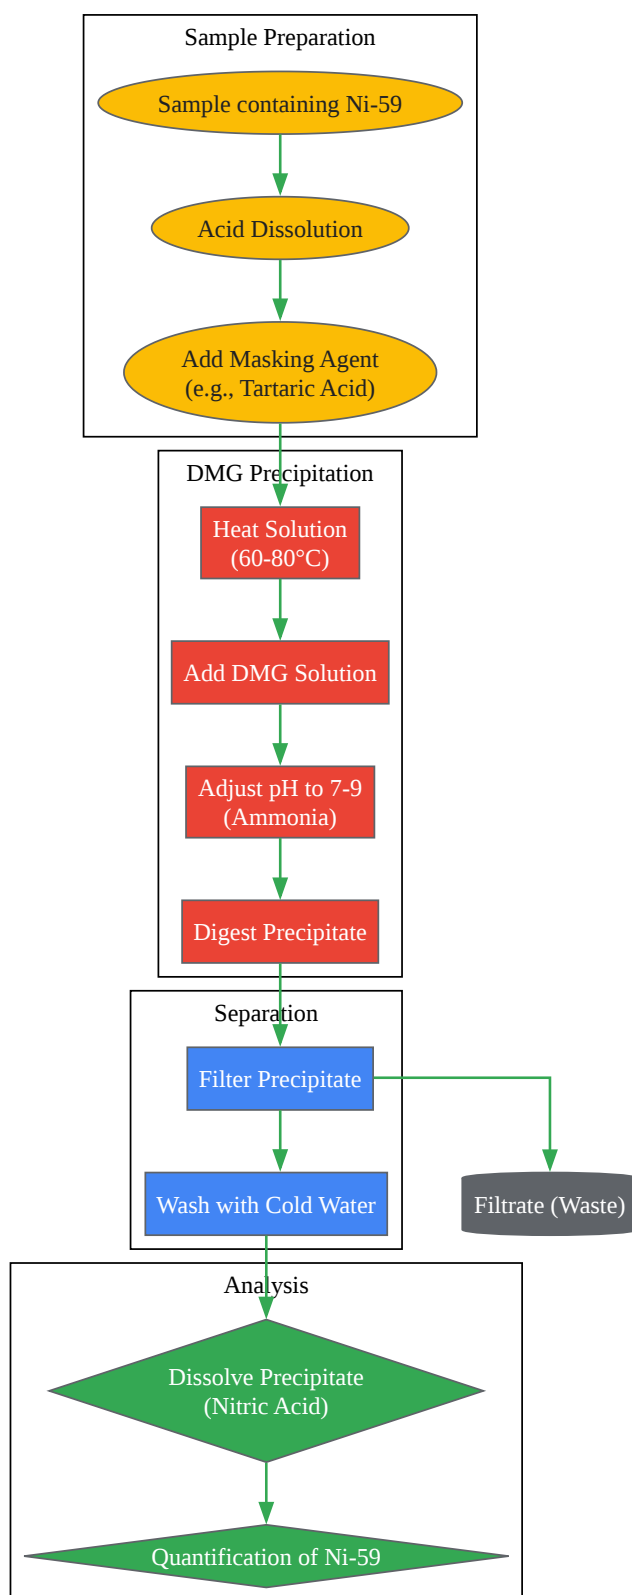 Sample Preparation
Sample containing Ni-59
Acid Dissolution
Add Masking Agent
(e.g., Tartaric Acid)
DMG Precipitation
Heat Solution
(60-80°C)
Add DMG Solution
Adjust pH to 7-9
(Ammonia)
Digest Precipitate
Separation
Filter Precipitate
Wash with Cold Water
Filtrate (Waste)
Analysis
Dissolve Precipitate
(Nitric Acid)
Quantification of Ni-59